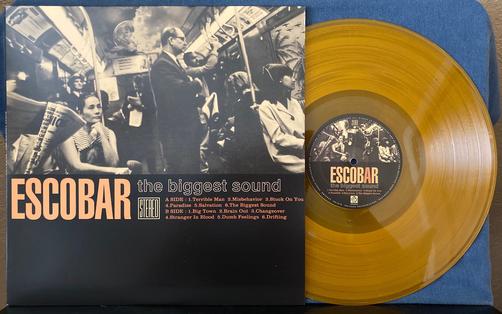 ESCOBAR the biggest sound
STEREO
A SIDE : 1.Terrible Man 2.Misbehavior 3.Stuck On You
4.Paradise 5.Salvation 6.The Biggest Sound
B SIDE : 1.Big Town 2.Brain Out 3.Changeover
4.Stranger In Blood 5.Dumb Feelings 6.Drifting
ESCOBAR
the biggest sound